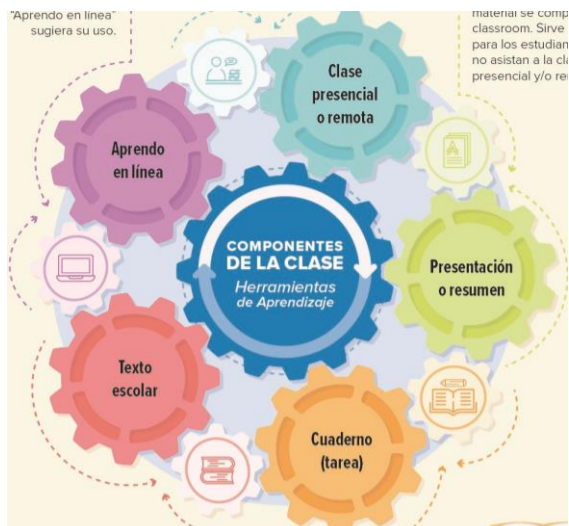 "Aprendo en línea"
sugiera su uso.
material se comp
classroom. Sirve
para los estudian
no asistan a la cla
presencial y/o re
Clase
presencial
o remota
Aprendo
en línea
COMPONENTES
DE LA CLASE
Herramientas
de Aprendizaje
Presentación
o resumen
Texto
escolar
Cuaderno
(tarea)
A